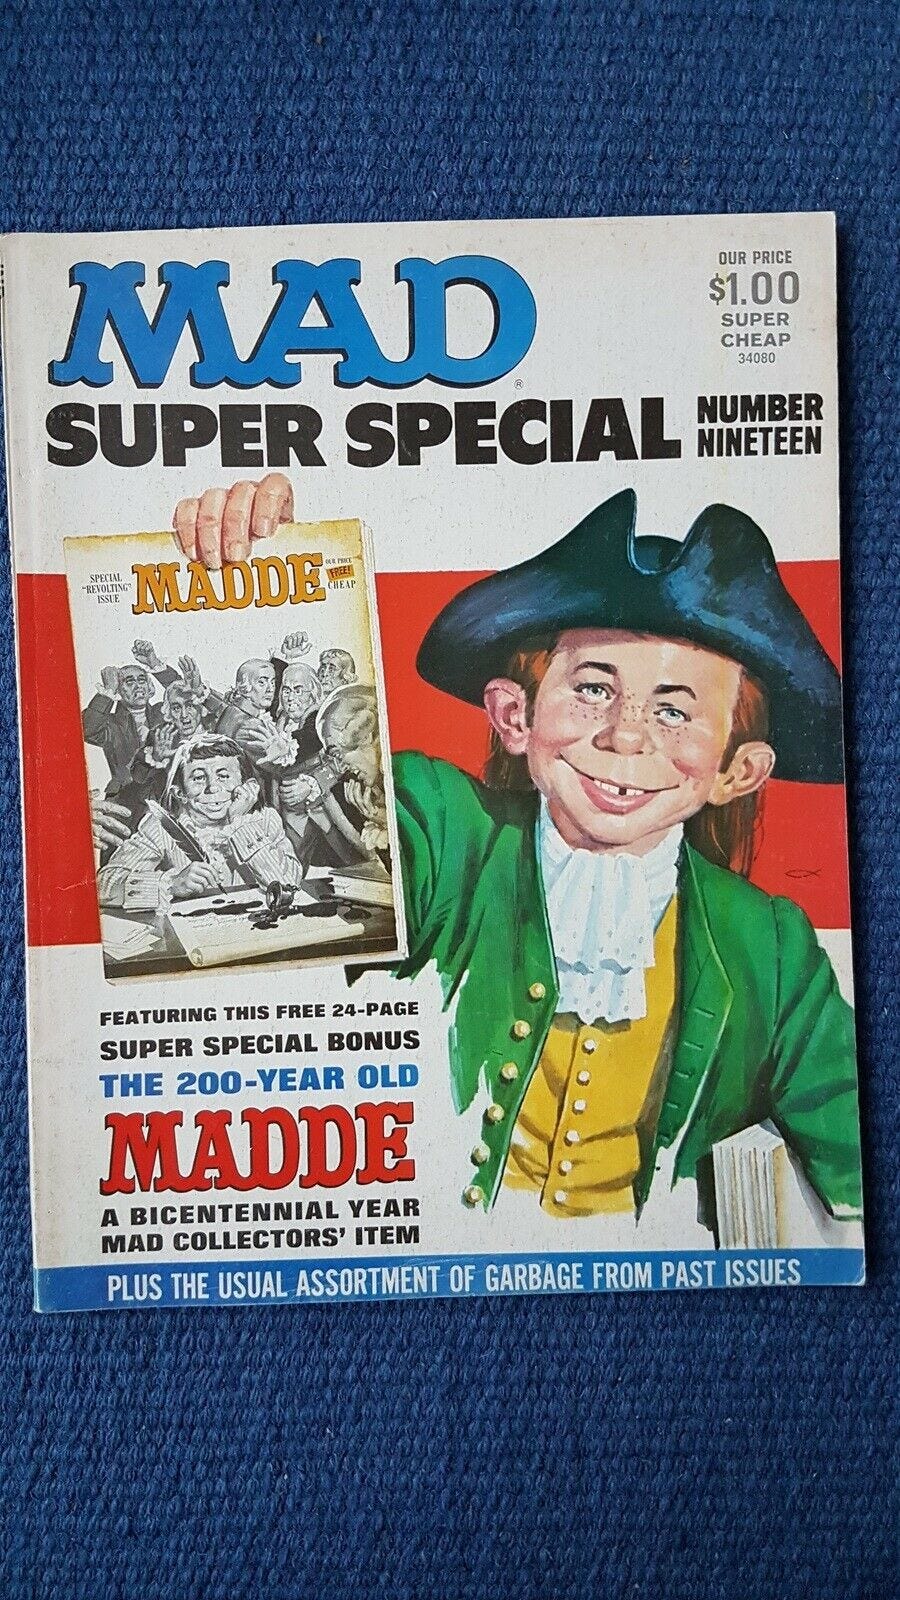 MAD
®
OUR PRICE
$1.00
SUPER
CHEAP
34080
SUPER SPECIAL
NUMBER
NINETEEN
SPECIAL
"REVOLTING"
ISSUE
MADDE
OUR PRICE
FREE!
CHEAP
FEATURING THIS FREE 24-PAGE
SUPER SPECIAL BONUS
THE 200-YEAR OLD
MADDE
A BICENTENNIAL YEAR
MAD COLLECTORS' ITEM
PLUS THE USUAL ASSORTMENT OF GARBAGE FROM PAST ISSUES